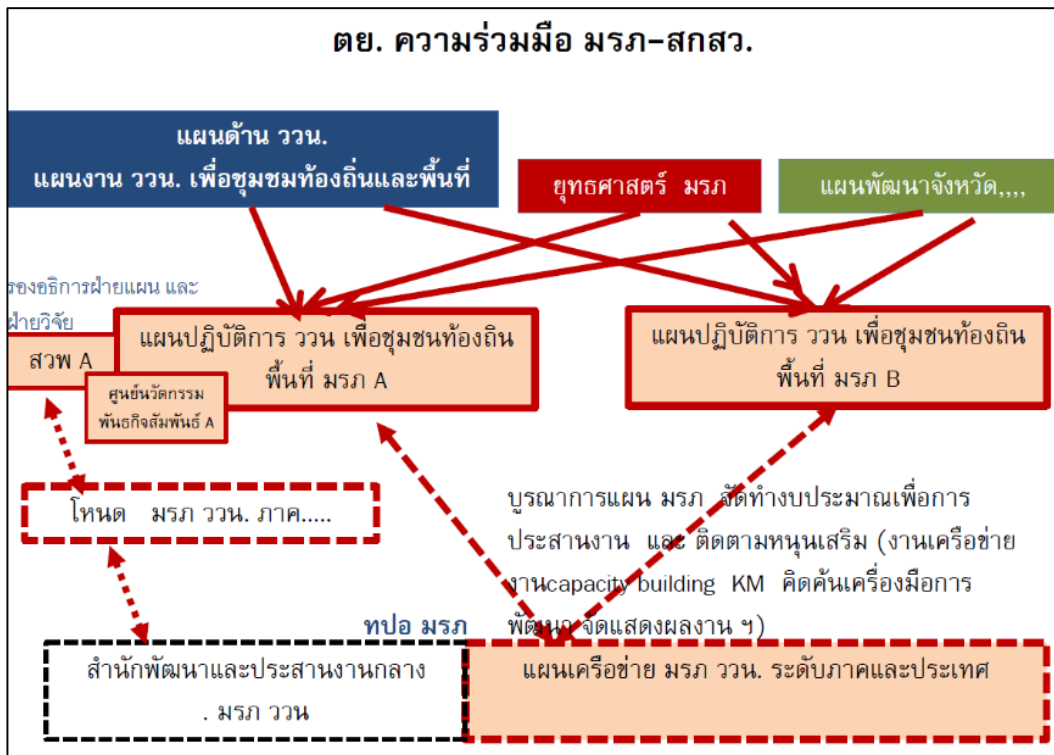 ตย. ความร่วมมือ มรภ-สกสว.
แผนด้าน ววน.
แผนงาน ววน. เพื่อชุมชมท้องถิ่นและพื้นที่
ยุทธศาสตร์ มรภ
แผนพัฒนาจังหวัด,,,,
รองอธิการฝ่ายแผน และ
ฝ่ายวิจัย
สวพ A
แผนปฏิบัติการ ววน เพื่อชุมชนท้องถิน
พื้นที่ มรภ A
ศูนย์นวัตกรรม
พันธกิจสัมพันธ์ A
แผนปฏิบัติการ ววน เพื่อชุมชนท้องถิน
พื้นที่ มรภ B
โหนด มรภ ววน. ภาค.....
บูรณาการแผน มรภ จัดทำงบประมาณเพื่อการ
ประสานงาน และ ติดตามหนุนเสริม (งานเครือข่าย
งานcapacity building KM คิดค้นเครื่องมือการ
พัฒนา จัดแสดงผลงาน ฯ)
ทปอ มรภ
สำนักพัฒนาและประสานงานกลาง
. มรภ ววน
แผนเครือข่าย มรภ ววน. ระดับภาคและประเทศ